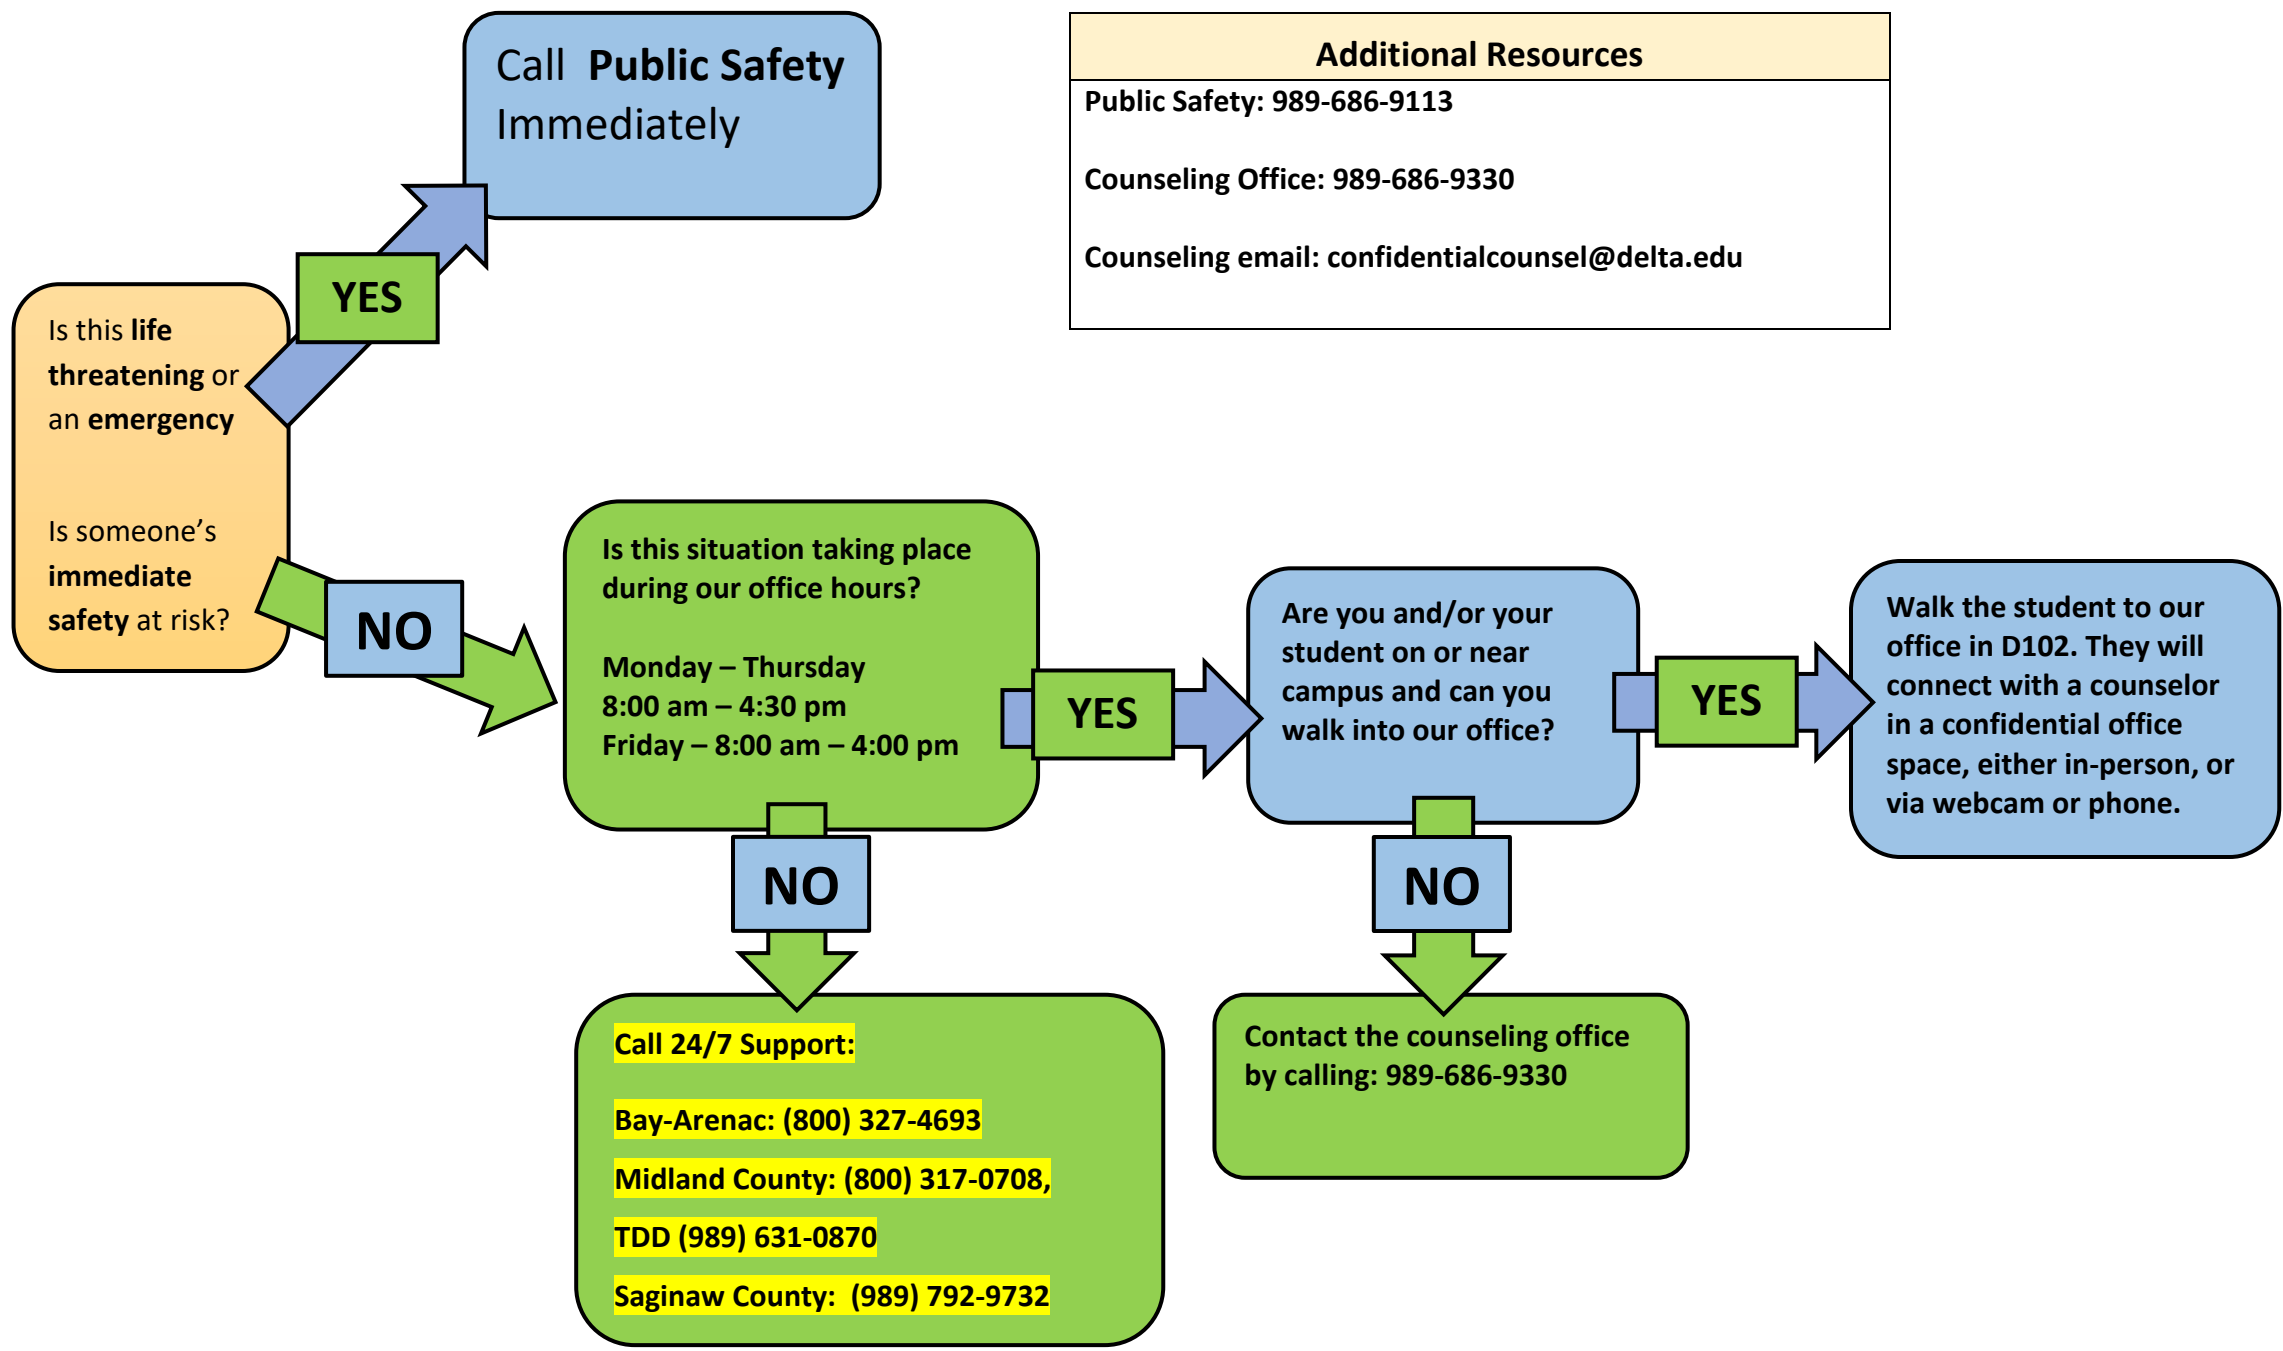 Call Public Safety
Immediately
Additional Resources
Public Safety: 989-686-9113
Counseling Office: 989-686-9330
Counseling email: confidentialcounsel@delta.edu
YES
Is this life
threatening or
an emergency
Is someone’s
immediate
safety at risk?
NO
Is this situation taking place
during our office hours?
Monday – Thursday
8:00 am – 4:30 pm
Friday – 8:00 am – 4:00 pm
YES
Are you and/or your
student on or near
campus and can you
walk into our office?
YES
Walk the student to our
office in D102. They will
connect with a counselor
in a confidential office
space, either in-person, or
via webcam or phone.
NO
Call 24/7 Support:
Bay-Arenac: (800) 327-4693
Midland County: (800) 317-0708,
TDD (989) 631-0870
Saginaw County: (989) 792-9732
NO
Contact the counseling office
by calling: 989-686-9330